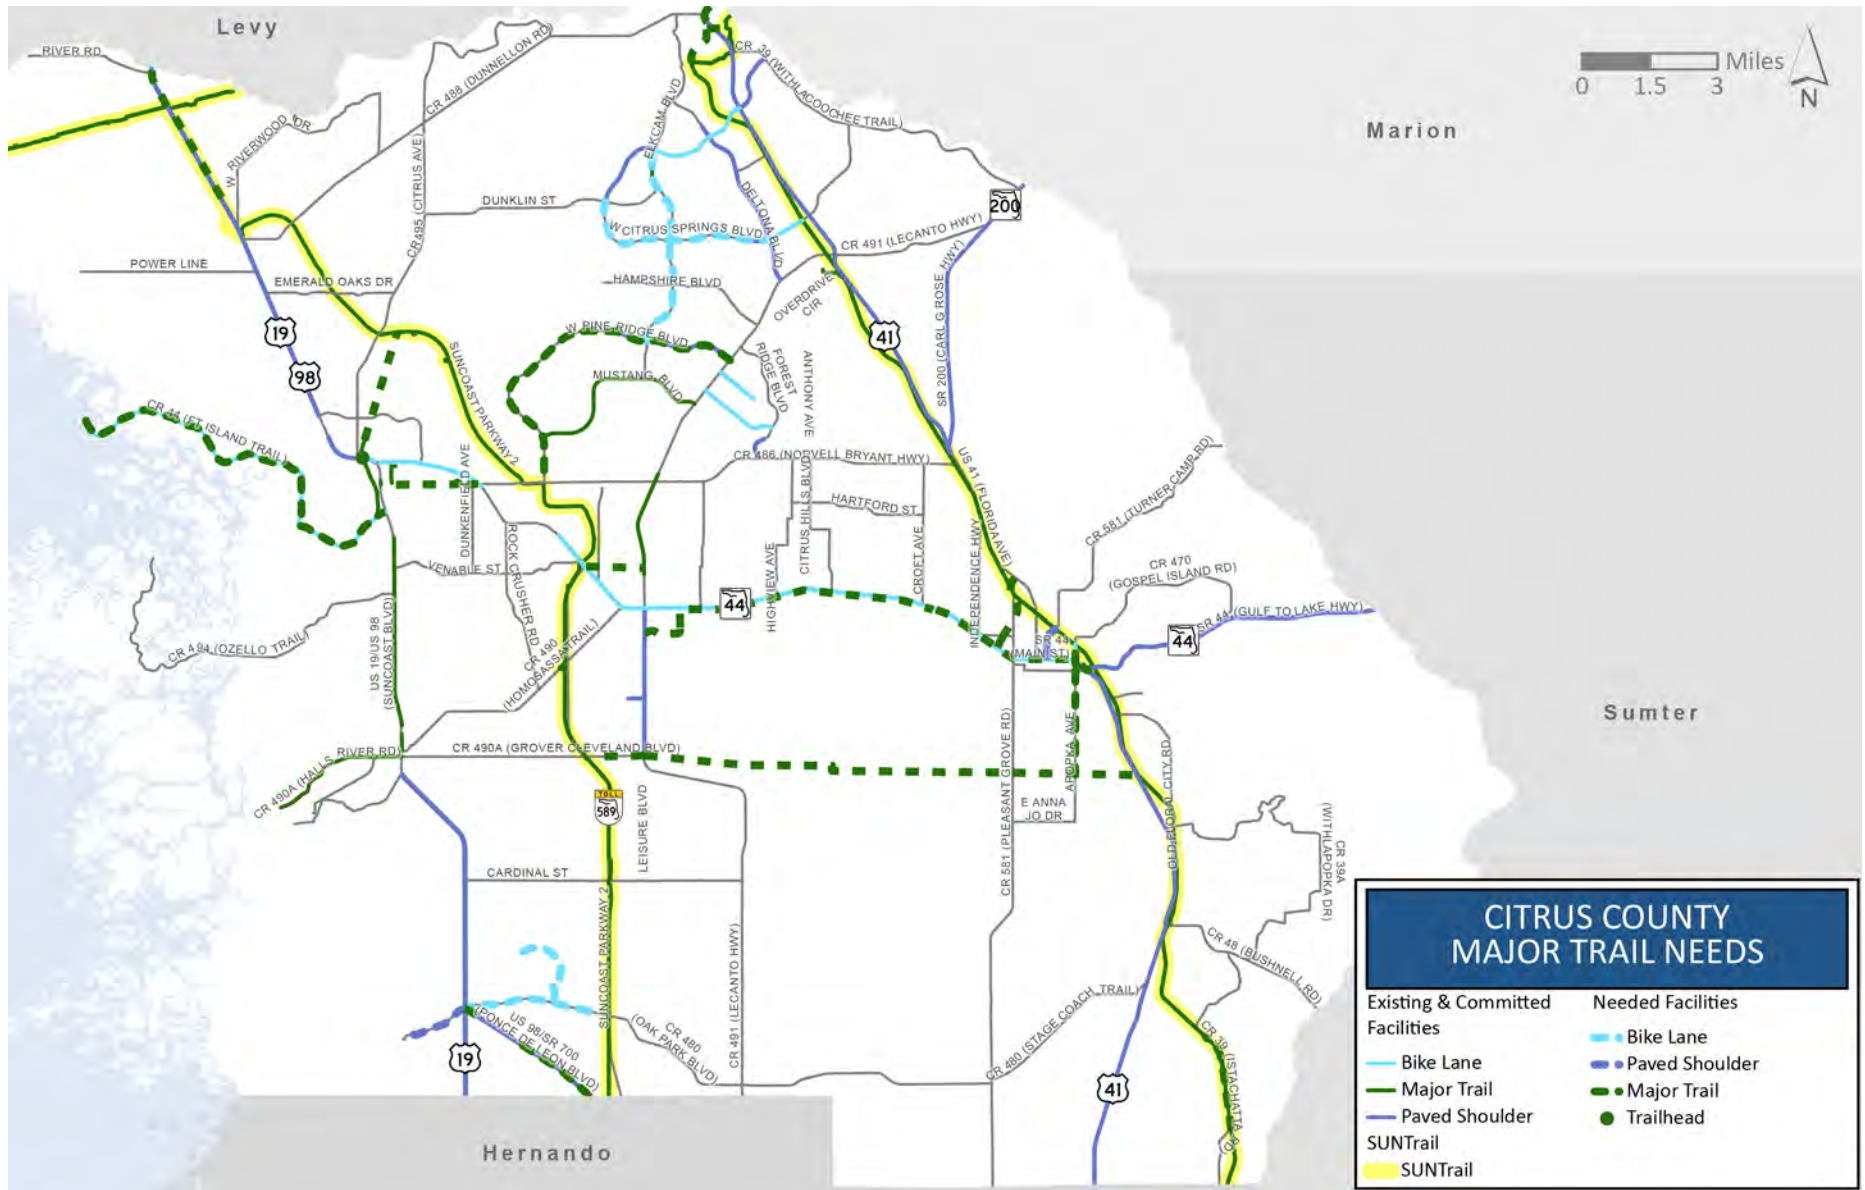 Levy
RIVER RD
CR 488 (DUNNELLON RD)
CR 39 (WITHLACOOCHEE TRAIL)
Miles
0 1.5 3
N
Marion
W RIVERWOOD DR
CR 495 (CITRUS AVE)
ELKCAM BLVD
DUNKLIN ST
DELTONA BLVD
200
W CITRUS SPRINGS BLVD
CR 491 (LECANTO HWY)
POWER LINE
EMERALD OAKS DR
HAMPSHIRE BLVD
OVERDRIVE
CIR
SR 200 (CARL G ROSE HWY)
19
98
41
W PINE RIDGE BLVD
SUNCOAST PARKWAY 2
MUSTANG BLVD
FOREST
RIDGE BLVD
ANTHONY AVE
CR 44 (FT ISLAND TRAIL)
DUNKENFIELD AVE
CR 486 (NORVELL BRYANT HWY)
US 41 (FLORIDA AVE)
CR 581 (TURNER CAMP RD)
HARTFORD ST
CITRUS HILLS BLVD
HIGHVIEW AVE
CROFT AVE
INDEPENDENCE HWY
ROCK CRUSHER RD
VENABLE ST
CR 470
(GOSPEL ISLAND RD)
44
SR 44 (GULF TO LAKE HWY)
44
SR 44
(MAIN ST)
CR 494 (OZELLO TRAIL)
US 19/US 98
(SUNCOAST BLVD)
CR 490
(HOMOSASSA TRAIL)
Sumter
CR 490A (HALLS RIVER RD)
CR 490A (GROVER CLEVELAND BLVD)
CR 581 (PLEASANT GROVE RD)
APOPKA AVE
OLD FLORAL CITY RD
TOLL
589
LEISURE BLVD
E ANNA
JO DR
CR 39A
(WITHLAPOPKA DR)
CARDINAL ST
SUNCOAST PARKWAY 2
CR 491 (LECANTO HWY)
CR 48 (BUSHNELL RD)
US 98/SR 700
(PONCE DE LEON BLVD)
CR 480
(OAK PARK BLVD)
CR 480 (STAGE COACH TRAIL)
CR 39 (ISTACHATTA RD)
19
41
Hernando
CITRUS COUNTY
MAJOR TRAIL NEEDS
Existing & Committed
Facilities
Bike Lane
Major Trail
Paved Shoulder
SUNTrail
SUNTrail
Needed Facilities
Bike Lane
Paved Shoulder
Major Trail
Trailhead